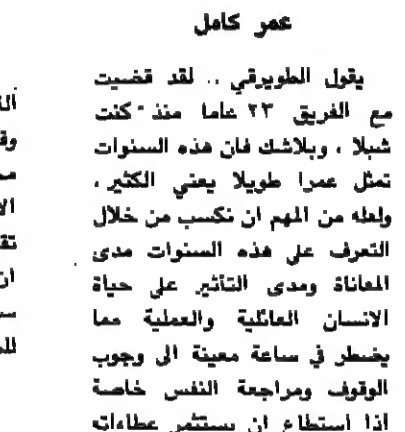 عمر كامل
يقول الطويرقي .. لقد قضيت
مع الفريق ٢٣ عاما منذ كنت
شبلا ، وبلاشك فان هذه السنوات
تمثل عمرا طويلا يعني الكثير ،
ولعله من المهم ان نكسب من خلال
التعرف على هذه السنوات مدى
المعاناة ومدى التأثير على حياة
الانسان العائلية والعملية مما
يضطر في ساعة معينة الى وجوب
الوقوف ومراجعة النفس خاصة
اذا استطاع ان يستثمر عطاءاته